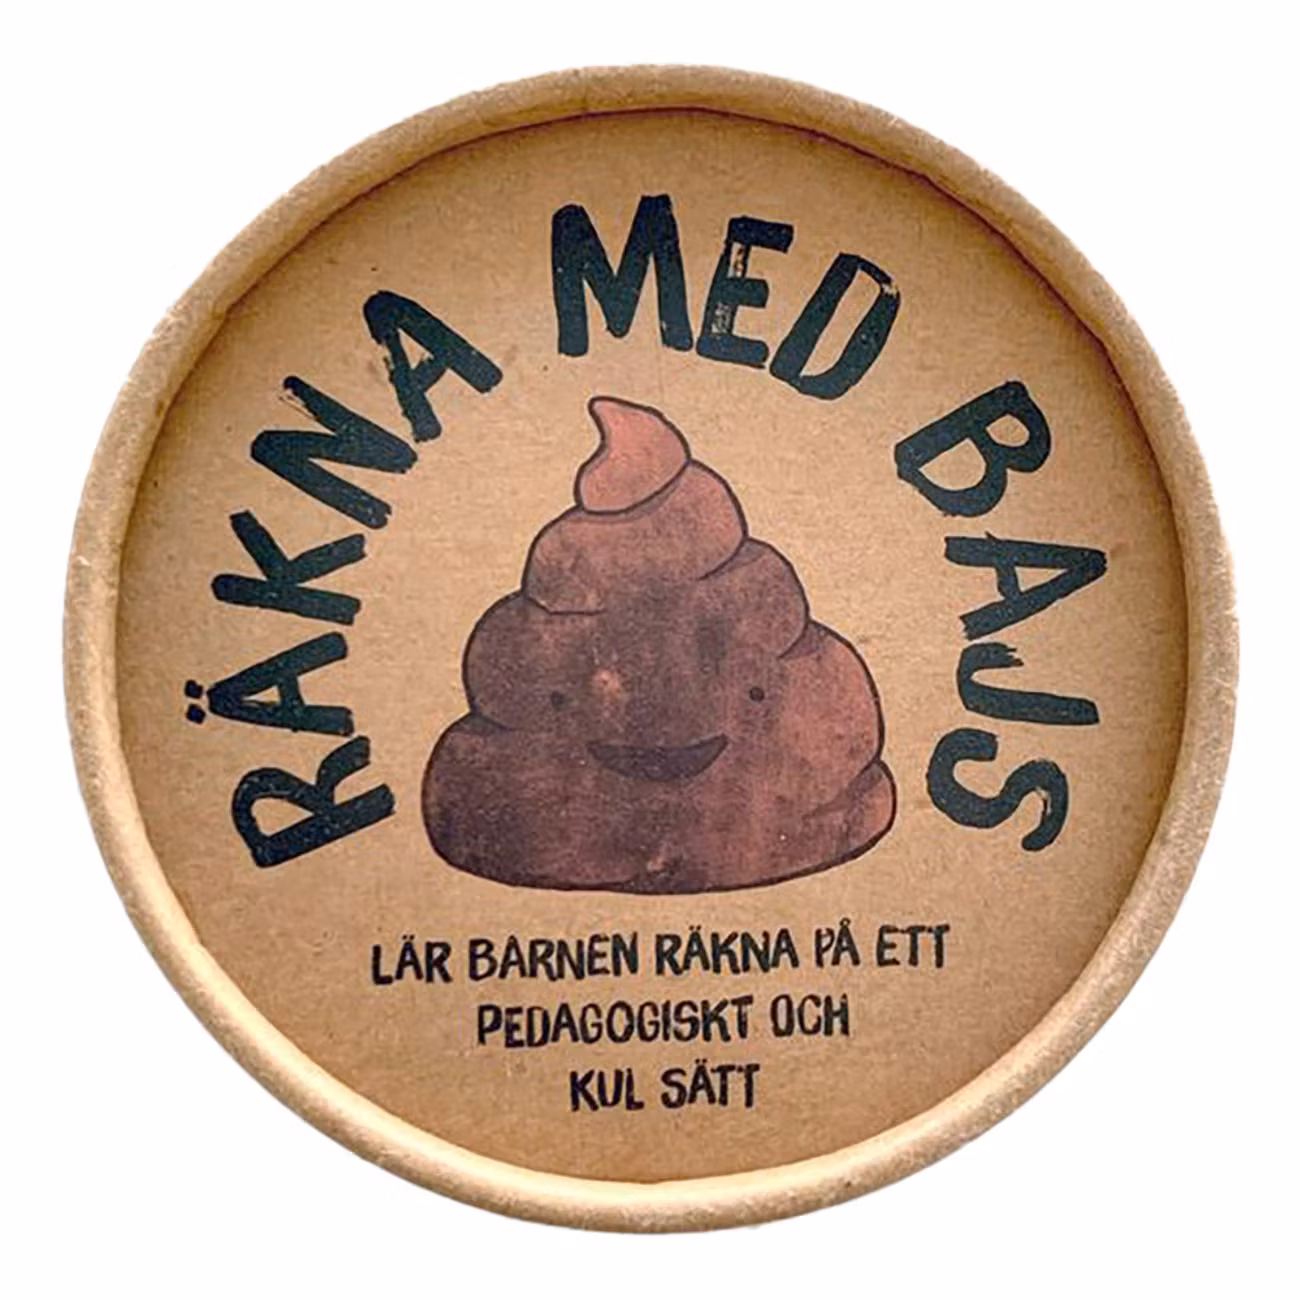 RÄKNA MED BAJS
LÄR BARNEN RÄKNA PÅ ETT
PEDAGOGISKT OCH
KUL SÄTT